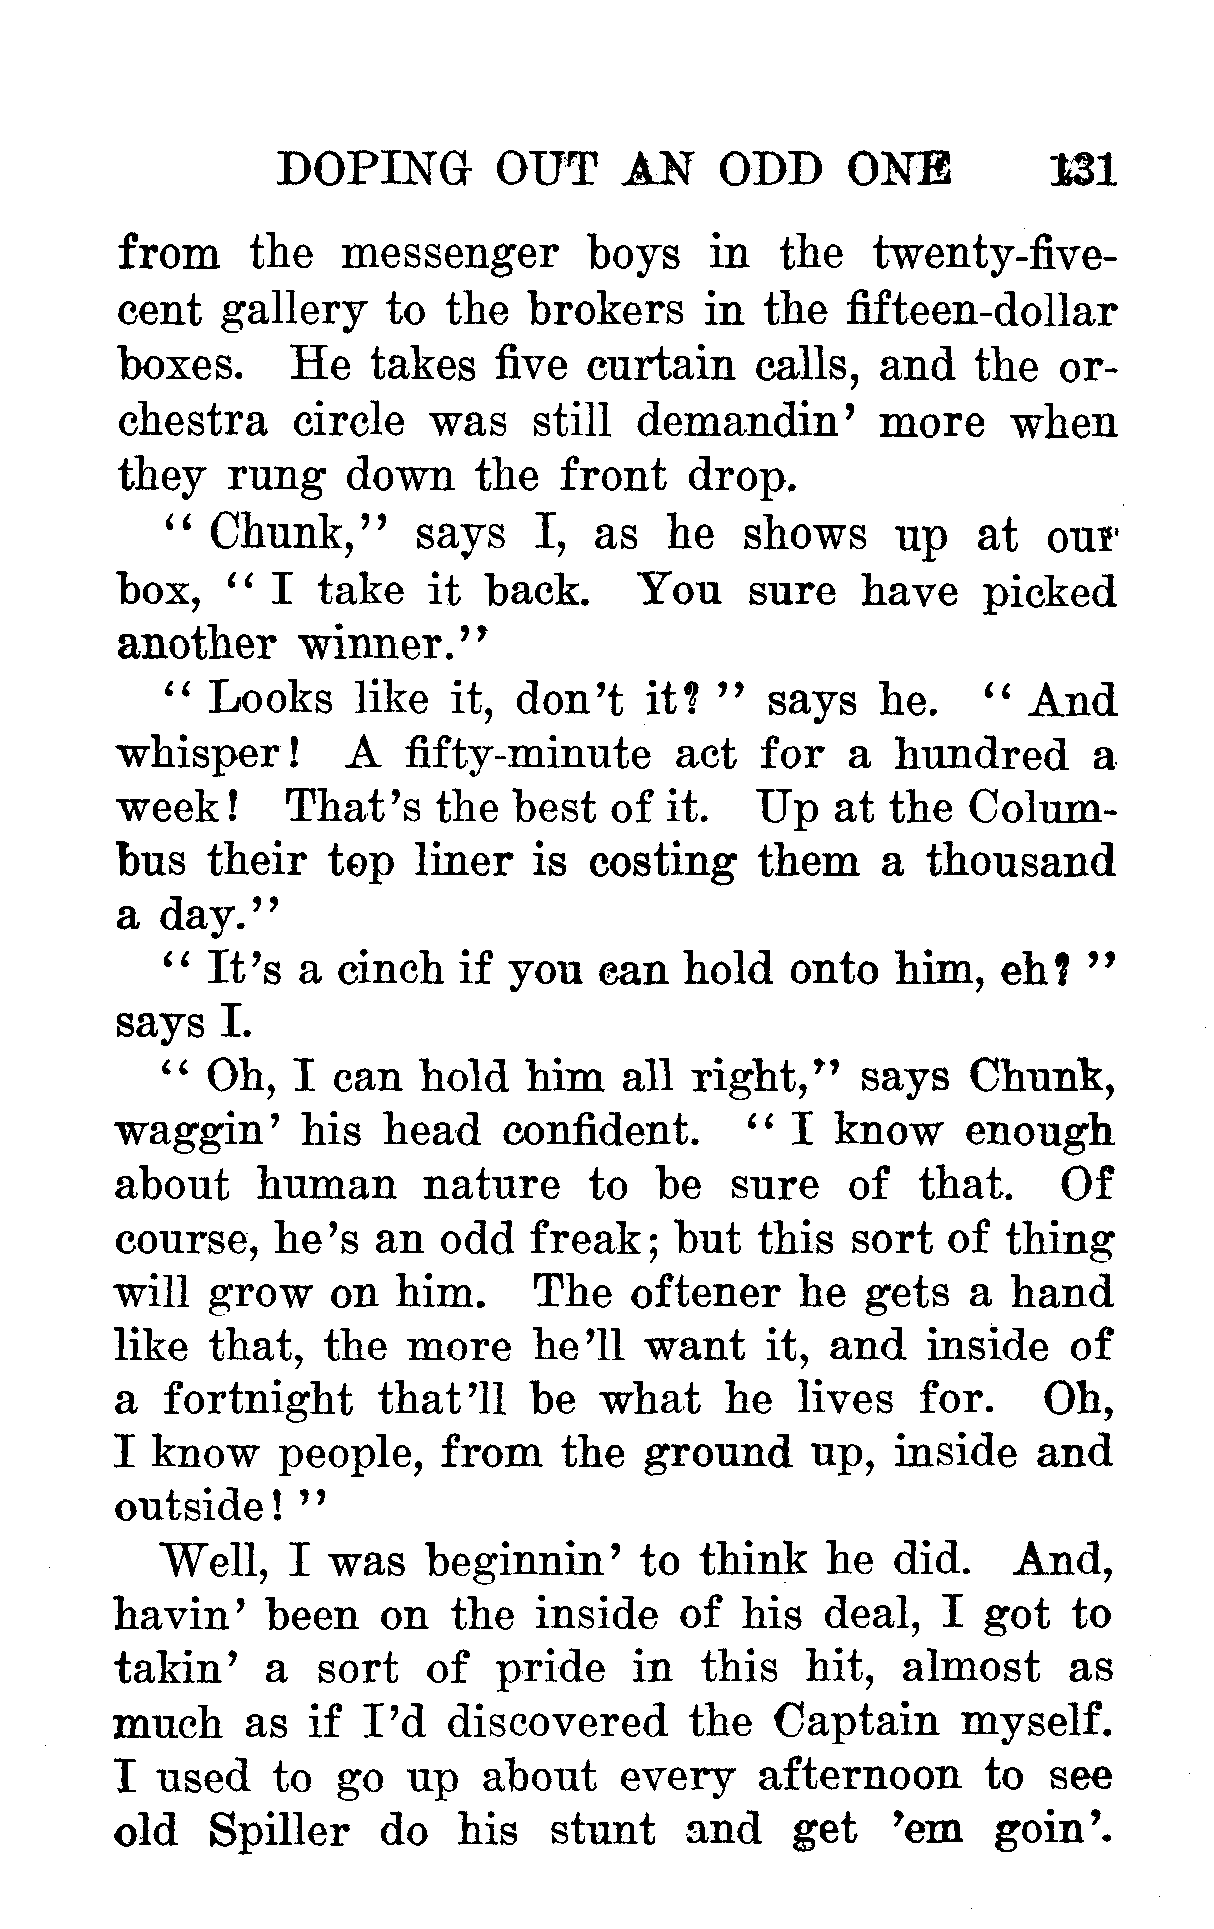 DOPING OUT AN ODD ONE 131
from the messenger boys in the twenty-five-
cent gallery to the brokers in the fifteen-dollar
boxes. He takes five curtain calls, and the or-
chestra circle was still demandin' more when
they rung down the front drop.
"Chunk," says I, as he shows up at our
box, "I take it back. You sure have picked
another winner."
"Looks like it, don't it?" says he. "And
whisper! A fifty-minute act for a hundred a
week! That's the best of it. Up at the Colum-
bus their top liner is costing them a thousand
a day."
"It's a cinch if you can hold onto him, eh?"
says I.
"Oh, I can hold him all right," says Chunk,
waggin' his head confident. "I know enough
about human nature to be sure of that. Of
course, he's an odd freak; but this sort of thing
will grow on him. The oftener he gets a hand
like that, the more he'll want it, and inside of
a fortnight that'll be what he lives for. Oh,
I know people, from the ground up, inside and
outside!"
Well, I was beginnin' to think he did. And,
havin' been on the inside of his deal, I got to
takin' a sort of pride in this hit, almost as
much as if I'd discovered the Captain myself.
I used to go up about every afternoon to see
old Spiller do his stunt and get 'em goin'.